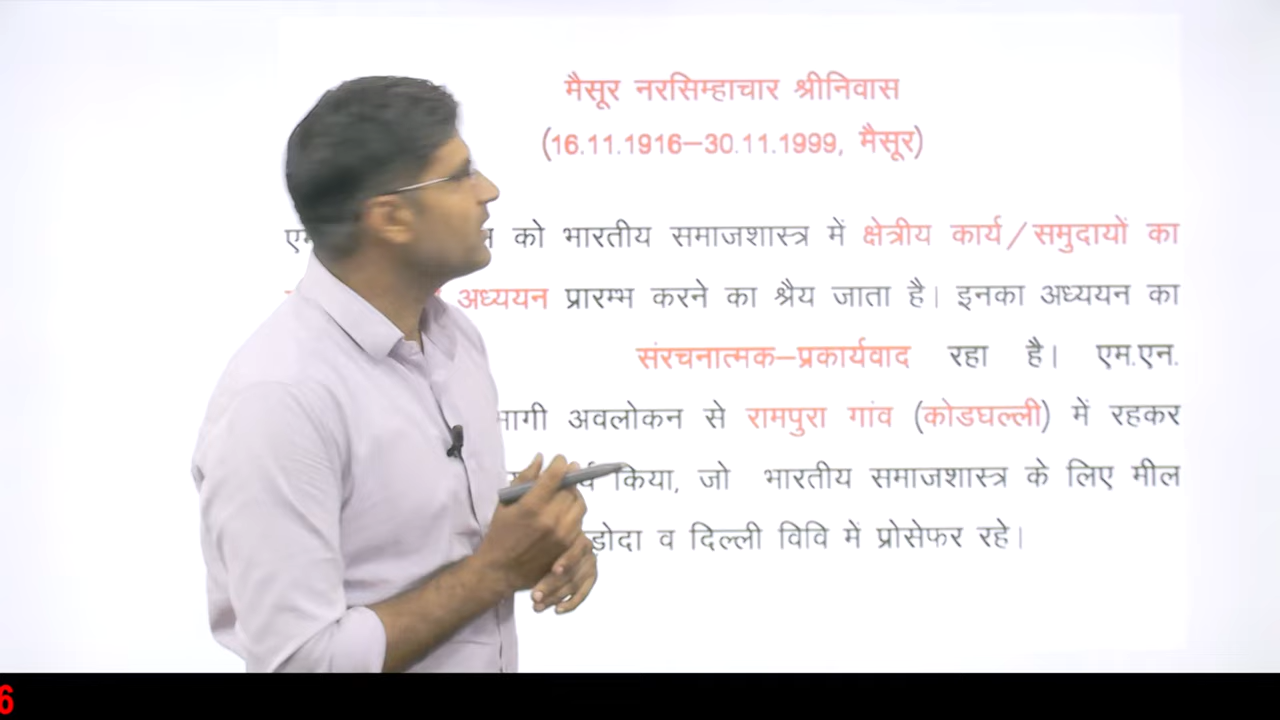 मैसूर नरसिम्हाचार श्रीनिवास
(16.11.1916–30.11.1999, मैसूर)
को भारतीय समाजशास्त्र में क्षेत्रीय कार्य/समुदायों का
अध्ययन प्रारम्भ करने का श्रैय जाता है। इनका अध्ययन का
संरचनात्मक–प्रकार्यवाद रहा है। एम.एन.
अवलोकन से रामपुरा गांव (कोडघल्ली) में रहकर
किया, जो भारतीय समाजशास्त्र के लिए मील
व दिल्ली विवि में प्रोसेफर रहे।
6